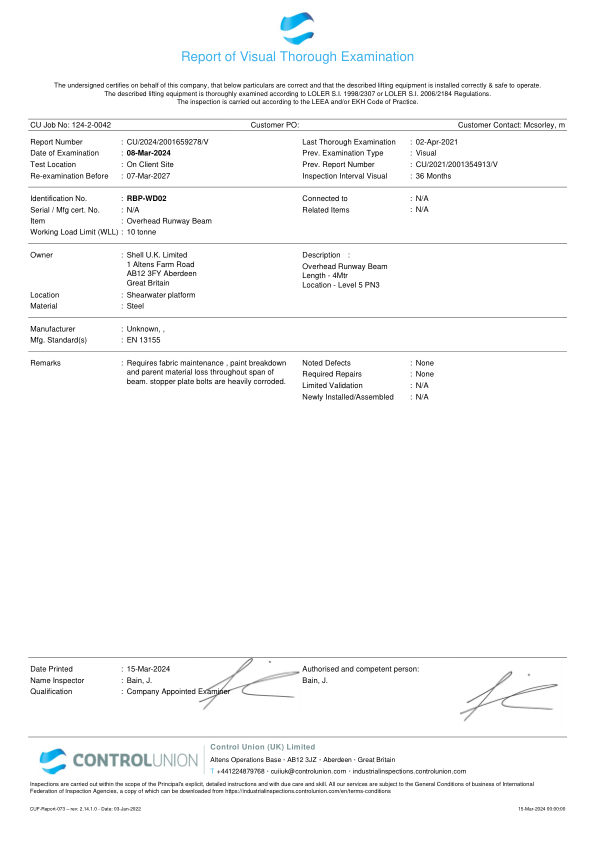 Report of Visual Thorough Examination
The undersigned certifies on behalf of this company, that below particulars are correct and that the described lifting equipment is installed correctly & safe to operate.
The described lifting equipment is thoroughly examined according to LOLER S.I. 1998/2307 or LOLER S.I. 2006/2184 Regulations.
The inspection is carried out according to the LEEA and/or EKH Code of Practice.
CU Job No: 124-2-0042 Customer PO: Customer Contact: Mcsorley, m
Report Number : CU/2024/2001659278/V Last Thorough Examination : 02-Apr-2021
Date of Examination : 08-Mar-2024 Prev. Examination Type : Visual
Test Location : On Client Site Prev. Report Number : CU/2021/2001354913/V
Re-examination Before : 07-Mar-2027 Inspection Interval Visual : 36 Months
Identification No. : RBP-WD02 Connected to : N/A
Serial / Mfg cert. No. : N/A Related Items : N/A
Item : Overhead Runway Beam
Working Load Limit (WLL) : 10 tonne
Owner : Shell U.K. Limited Description :
1 Altens Farm Road Overhead Runway Beam
AB12 3FY Aberdeen Length - 4Mtr
Great Britain Location - Level 5 PN3
Location : Shearwater platform
Material : Steel
Manufacturer : Unknown, ,
Mfg. Standard(s) : EN 13155
Remarks : Requires fabric maintenance , paint breakdown Noted Defects : None
and parent material loss throughout span of Required Repairs : None
beam. stopper plate bolts are heavily corroded. Limited Validation : N/A
Newly Installed/Assembled : N/A
Date Printed : 15-Mar-2024 Authorised and competent person:
Name Inspector : Bain, J. Bain, J.
Qualification : Company Appointed Examiner
CONTROLUNION
Control Union (UK) Limited
Altens Operations Base - AB12 3JZ - Aberdeen - Great Britain
T +441224879768 - cuiiuk@controlunion.com - industrialinspections.controlunion.com
Inspections are carried out within the scope of the Principal's explicit, detailed instructions and with due care and skill. All our services are subject to the General Conditions of business of International
Federation of Inspection Agencies, a copy of which can be downloaded from https://industrialinspections.controlunion.com/en/terms-conditions
CUF-Report-073 – rev: 2.14.1.0 - Date: 03-Jun-2022 15-Mar-2024 00:00:00